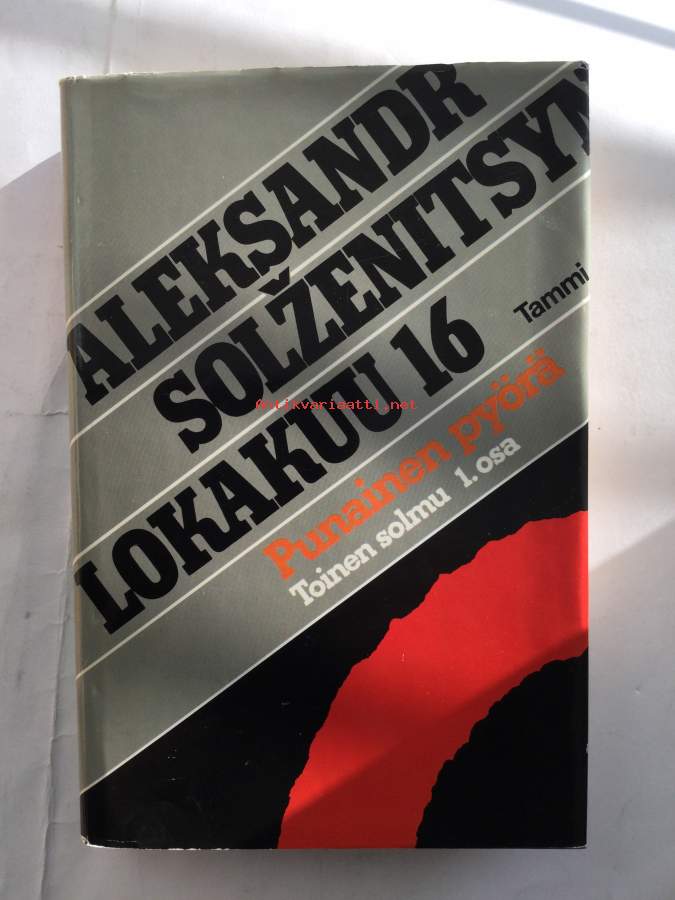 ALEKSANDR
SOLŽENITSYN
LOKAKUU 16
Tammi
Punainen pyörä
Toinen solmu 1. osa
Antikvariaatti.net